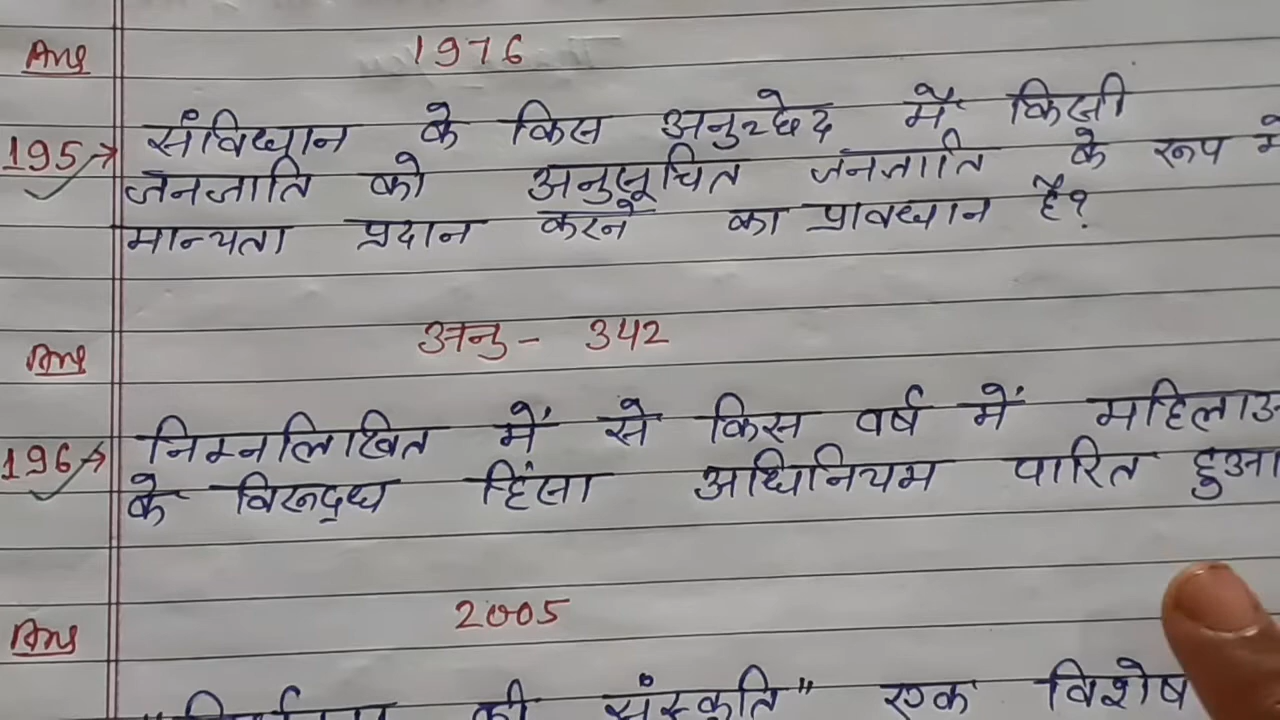 Ans 1976
195→ संविधान के किस अनुच्छेद में किसी
जनजाति को अनुसूचित जनजाति के रूप में
मान्यता प्रदान करने का प्रावधान है?
Ans अनु- 342
196→ निम्नलिखित में से किस वर्ष में महिलाओ
के विरूद्ध हिंसा अधिनियम पारित हुआ
Ans 2005
की संस्कृति" एक विशेष